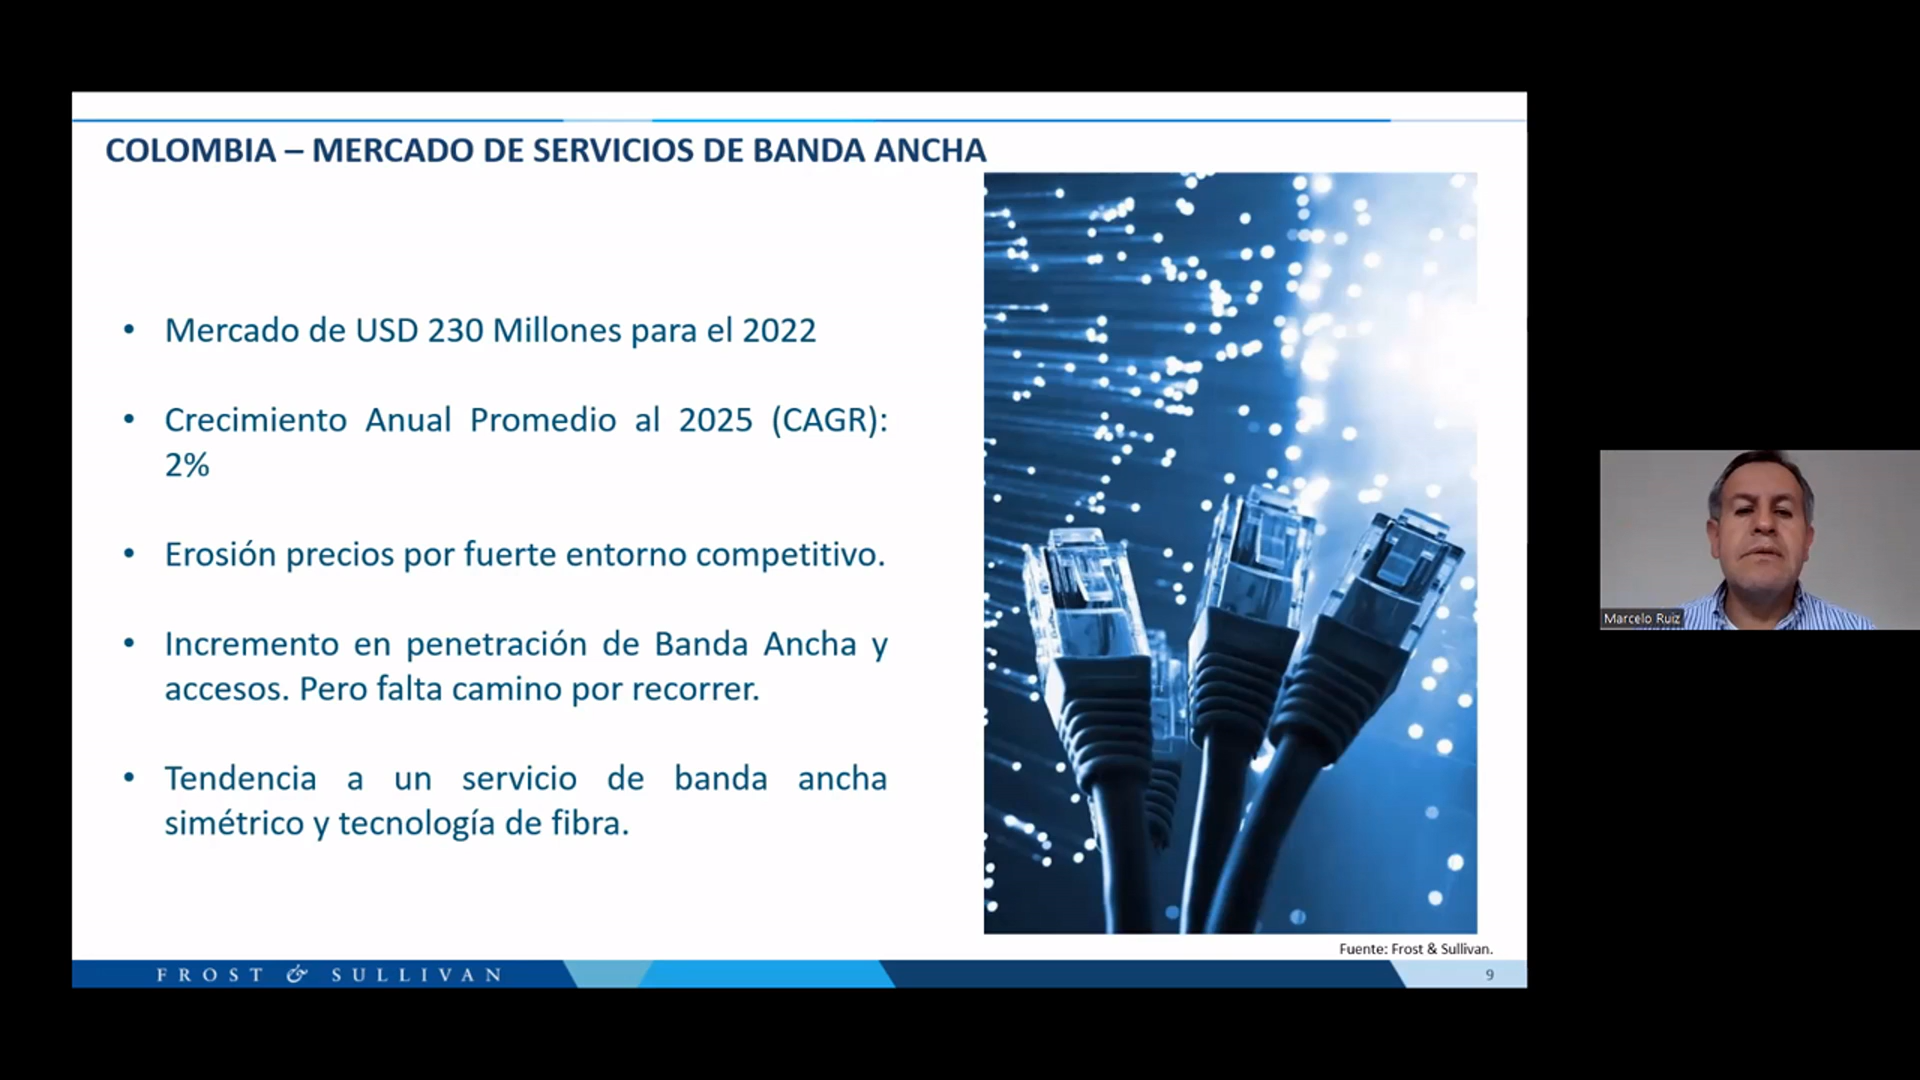 COLOMBIA – MERCADO DE SERVICIOS DE BANDA ANCHA
• Mercado de USD 230 Millones para el 2022
• Crecimiento Anual Promedio al 2025 (CAGR):
2%
• Erosión precios por fuerte entorno competitivo.
• Incremento en penetración de Banda Ancha y
accesos. Pero falta camino por recorrer.
• Tendencia a un servicio de banda ancha
simétrico y tecnología de fibra.
Fuente: Frost & Sullivan.
FROST & SULLIVAN
9
Marcelo Ruiz